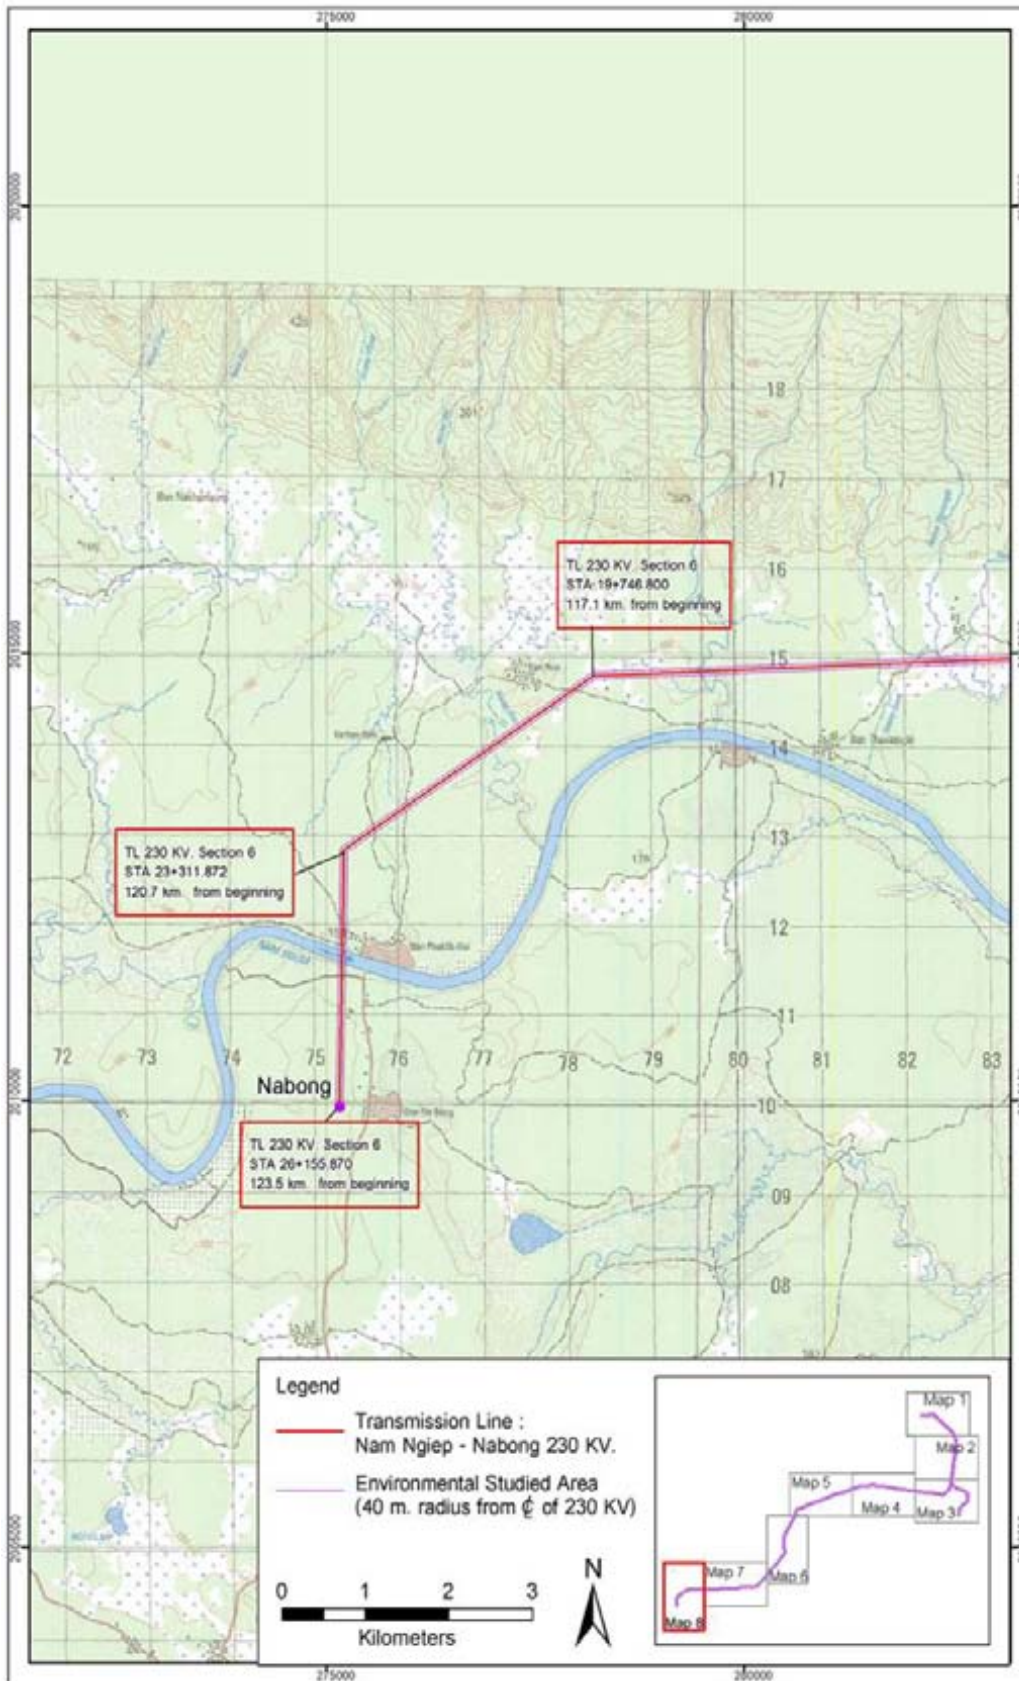 275000
280000
2020000
18
17
16
TL 230 KV. Section 6
STA 19+746.800
117.1 km. from beginning
2015000
15
14
TL 230 KV. Section 6
STA 23+311.872
120.7 km. from beginning
13
12
11
72
73
74
75
76
77
78
79
80
81
82
83
Nabong
2010000
10
TL 230 KV. Section 6
STA 26+155.870
123.5 km. from beginning
09
08
Legend
Transmission Line :
Nam Ngiep - Nabong 230 KV.
Environmental Studied Area
(40 m. radius from ₵ of 230 KV)
0 1 2 3
Kilometers
N
Map 1
Map 2
Map 3
Map 4
Map 5
Map 6
Map 7
Map 8
2005000
275000
280000